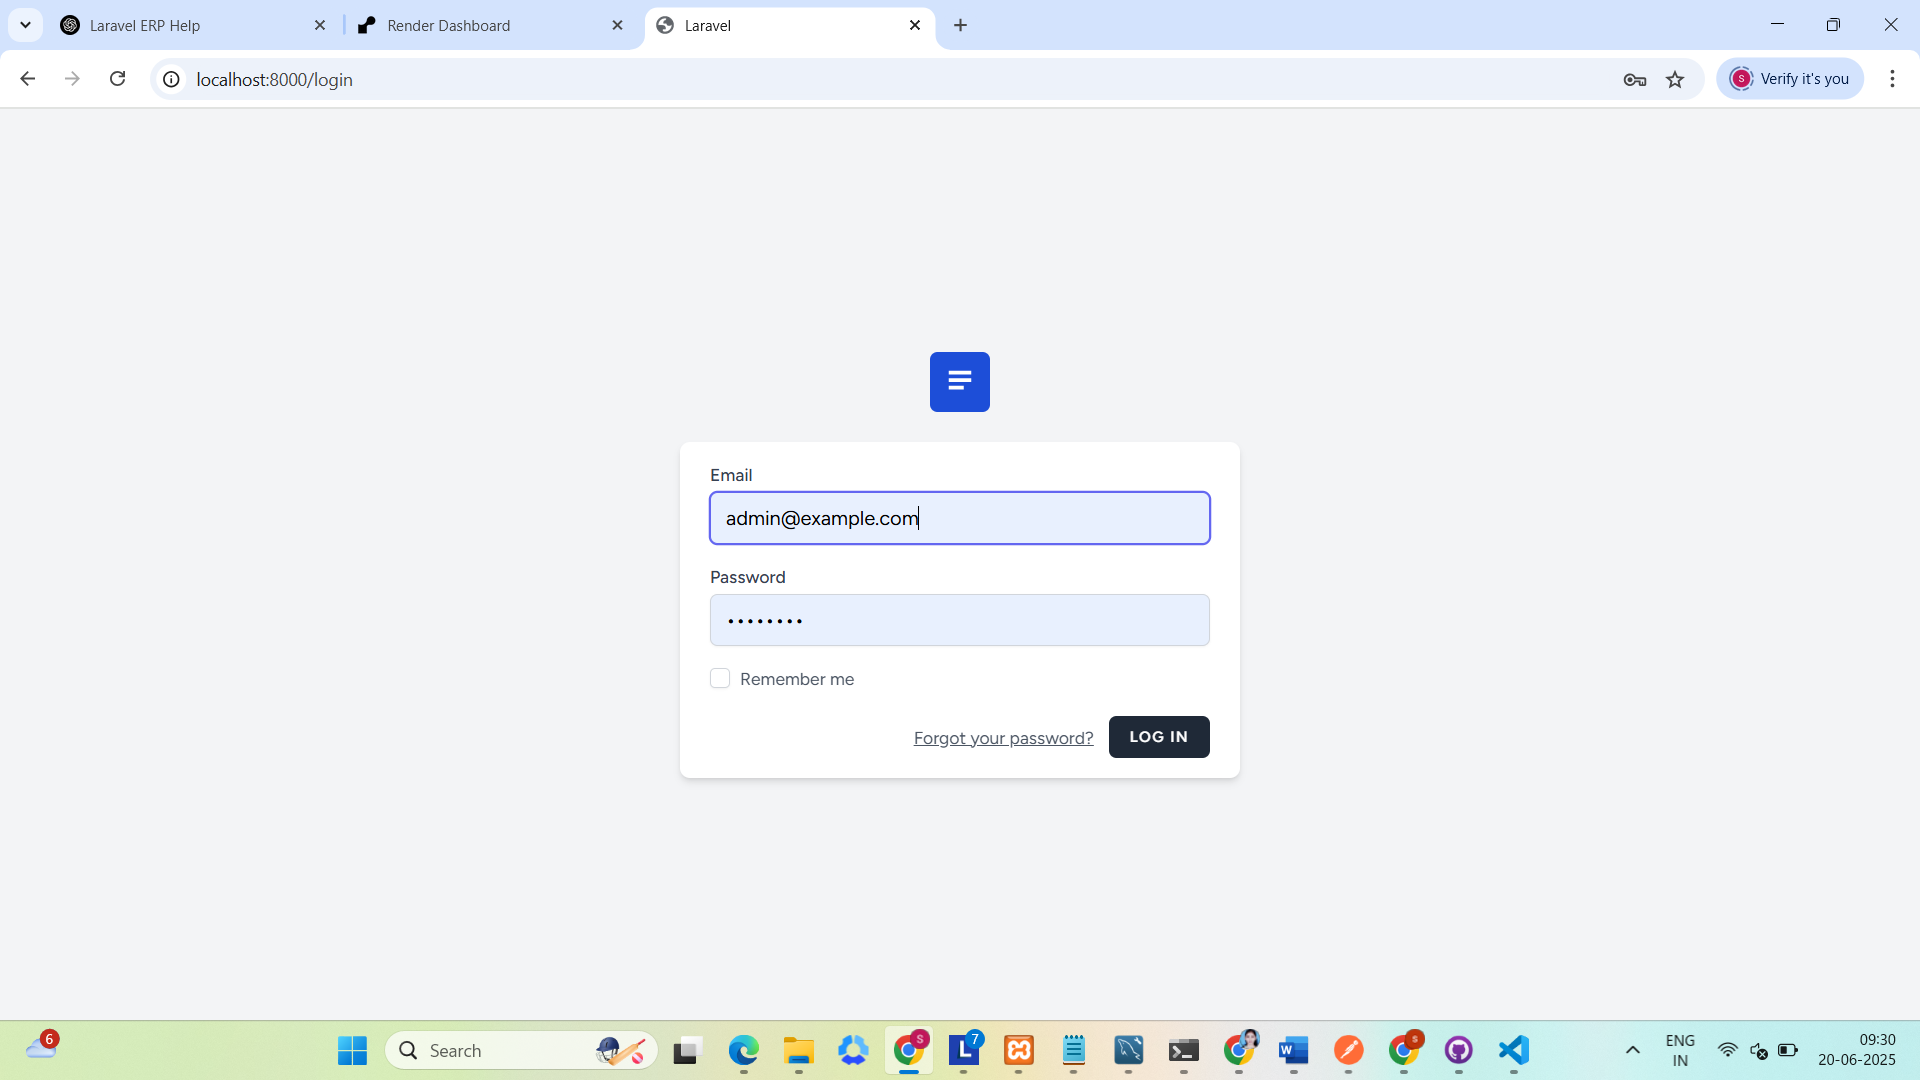 Laravel ERP Help
Render Dashboard
Laravel
localhost:8000/login
S
Verify it's you
Email
admin@example.com
Password
Remember me
Forgot your password?
LOG IN
6
Search
S
L
7
W
s
ENG
IN
09:30
20-06-2025